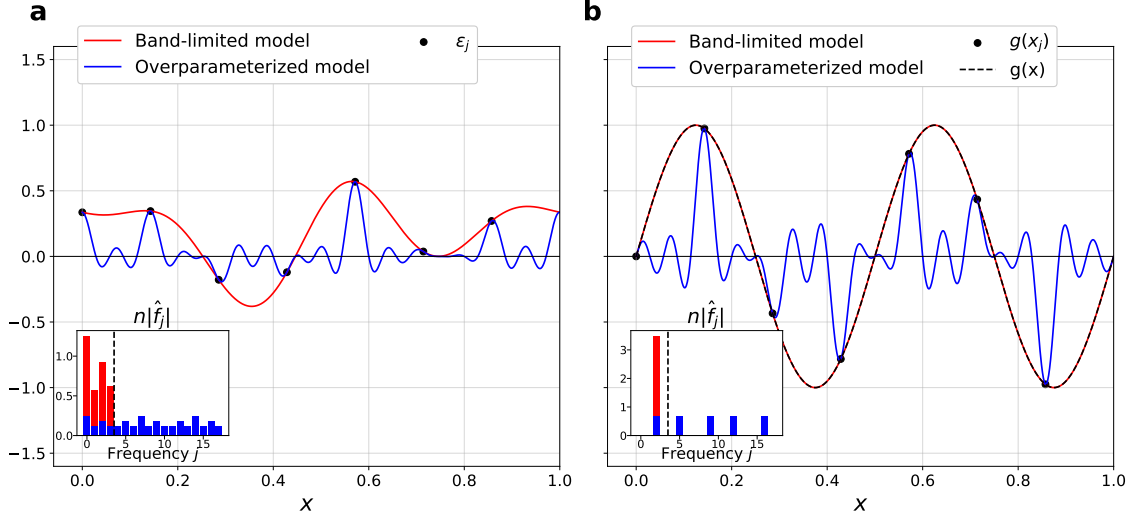 a
Band-limited model
Overparameterized model
ε_j
1.5
1.0
0.5
0.0
−0.5
−1.0
−1.5
n|f̂_j|
1.0
0.5
0.0
0 5 10 15
Frequency j
0.0 0.2 0.4 0.6 0.8 1.0
x
b
Band-limited model
Overparameterized model
g(x_j)
g(x)
n|f̂_j|
3
2
1
0
0 5 10 15
Frequency j
0.0 0.2 0.4 0.6 0.8 1.0
x